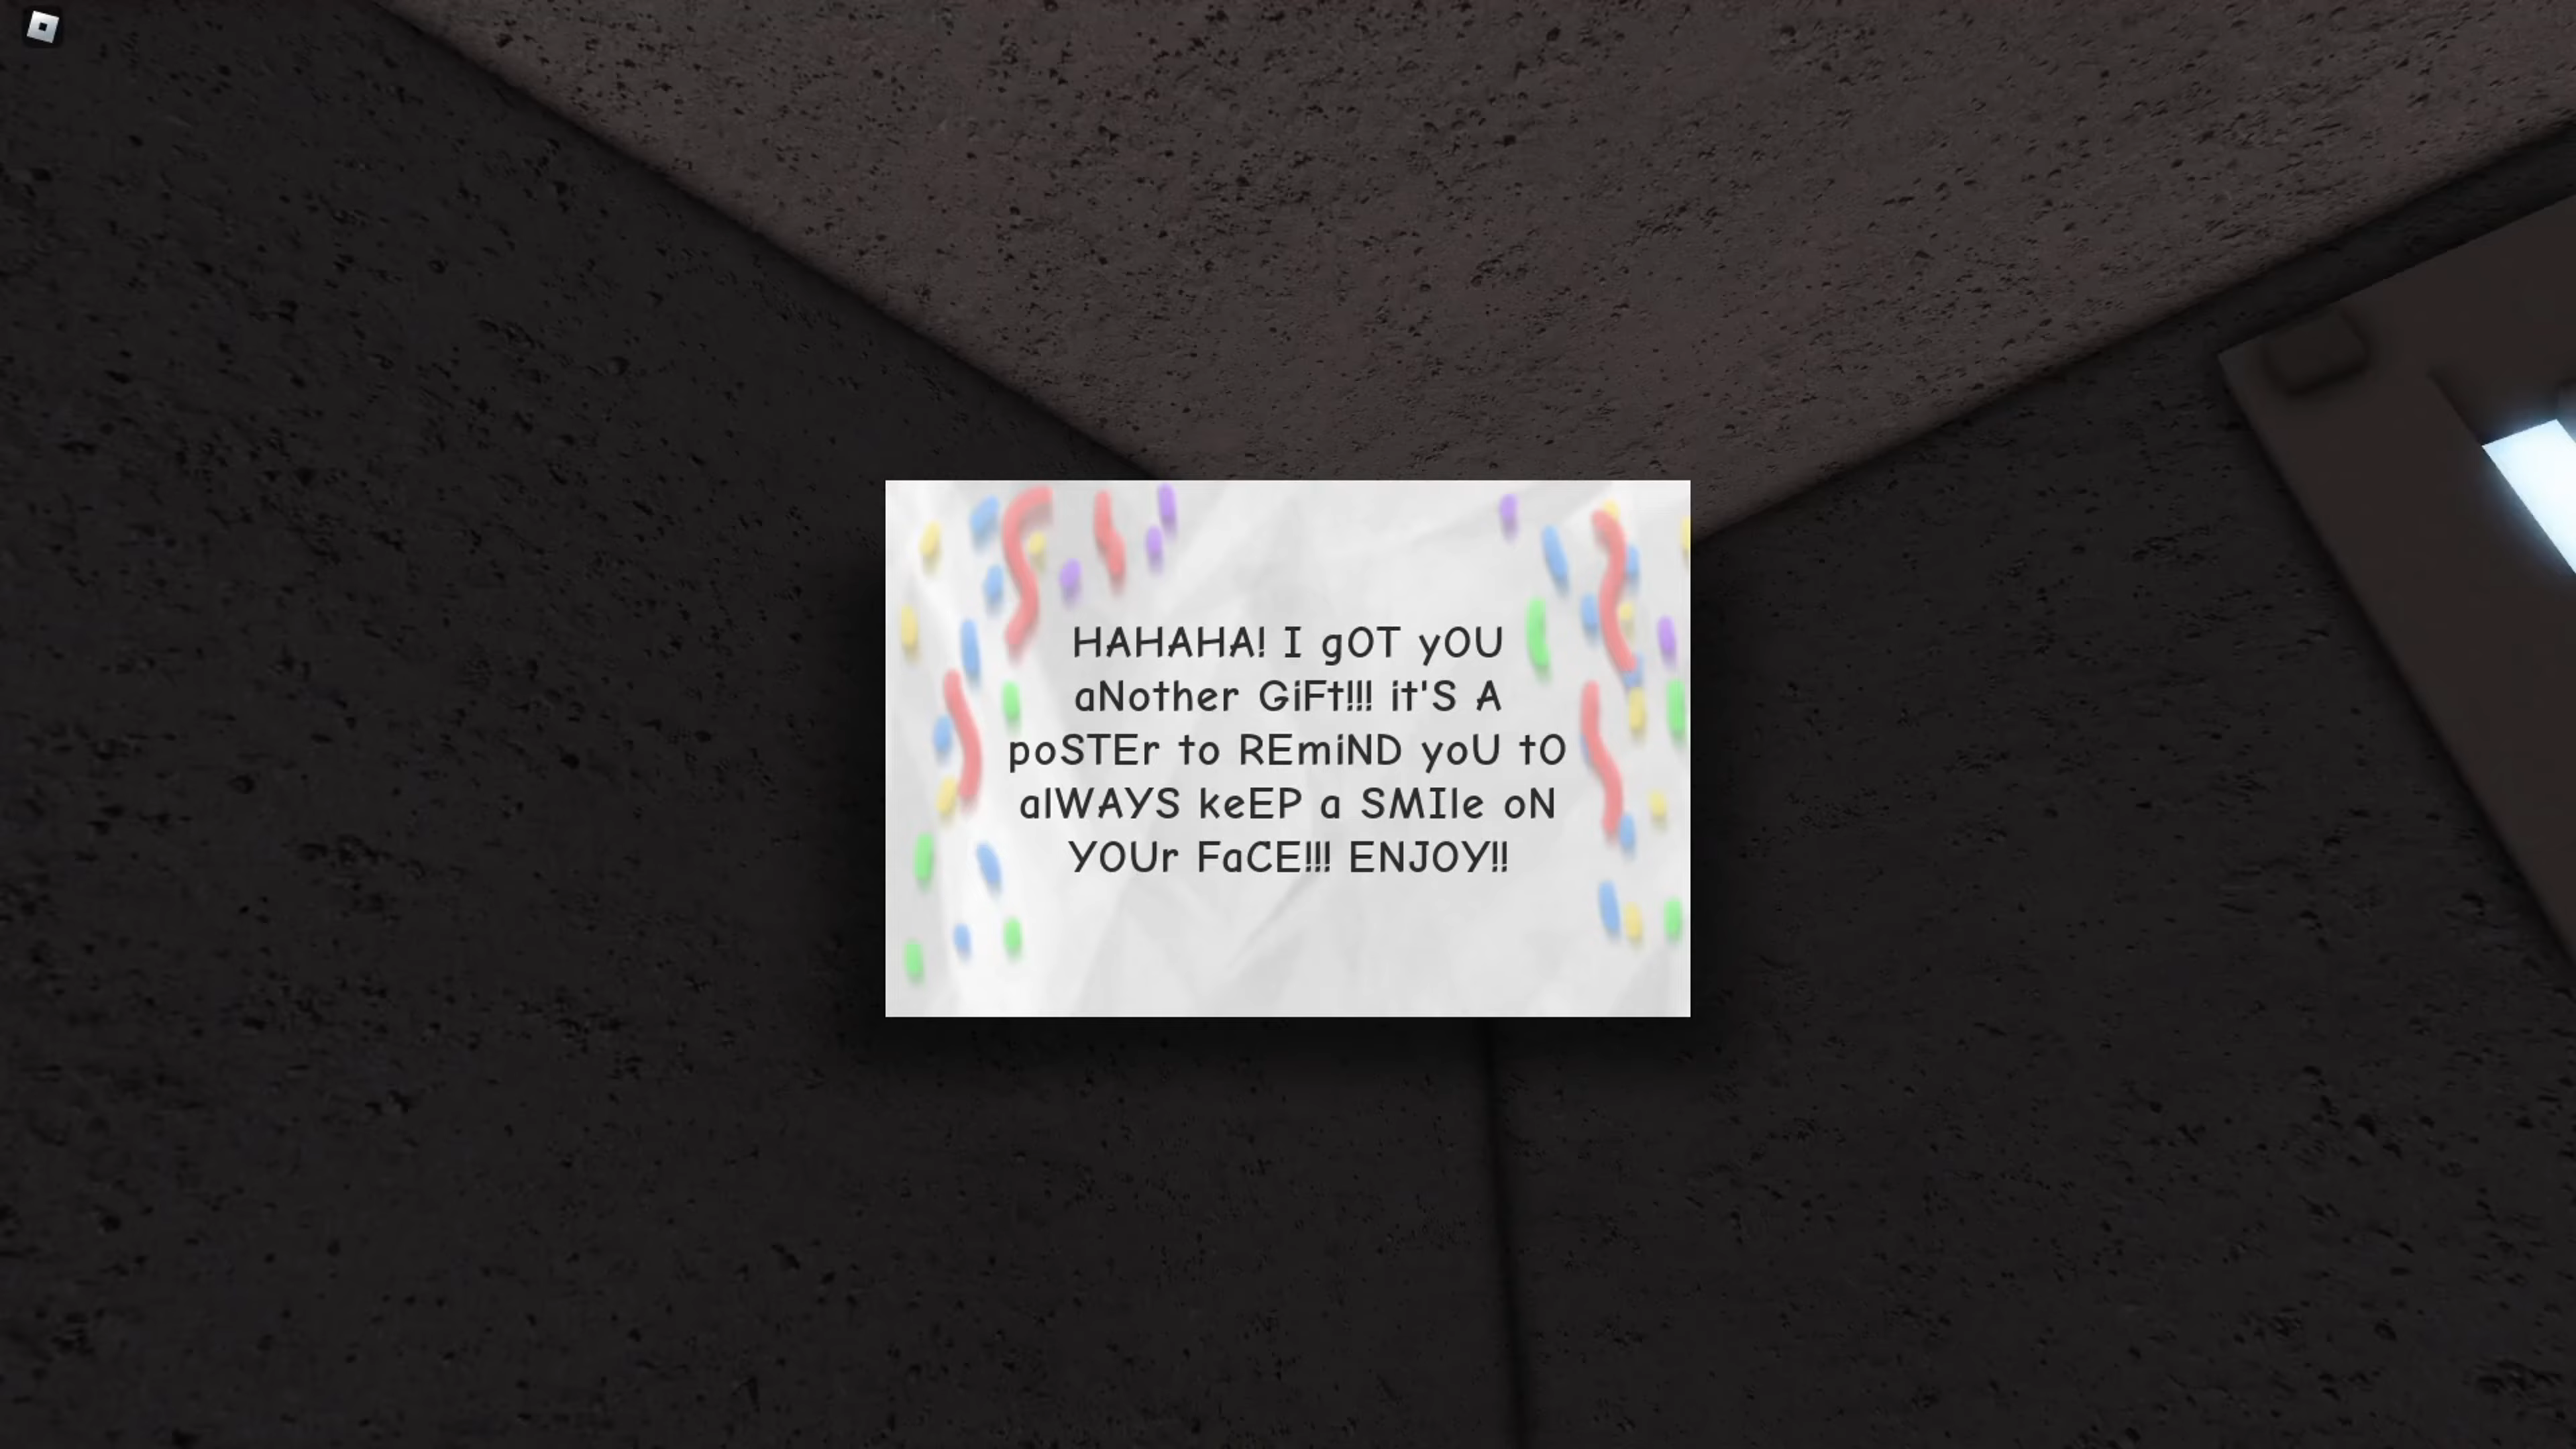 HAHAHA! I gOT yOU
aNother GiFt!!! it'S A
poSTEr to REmiND yoU tO
alWAYS keEP a SMIle oN
YOUr FaCE!!! ENJOY!!